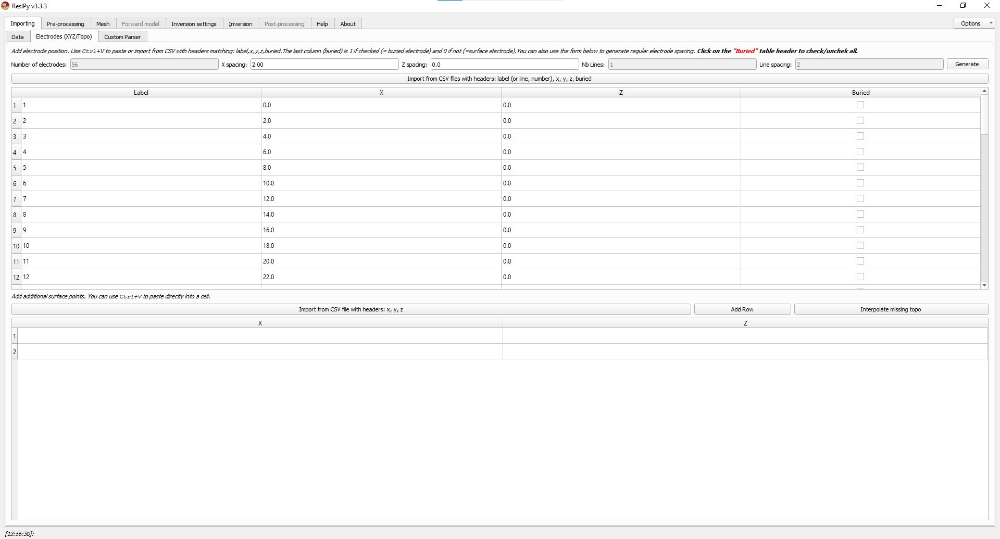 ResIPy v3.3.3
Importing Pre-processing Mesh Forward model Inversion settings Inversion Post-processing Help About Options
Data Electrodes (XYZ/Topo) Custom Parser
Add electrode position. Use Ctrl+V to paste or import from CSV with headers matching: label,x,y,z,buried.The last column (buried) is 1 if checked (= buried electrode) and 0 if not (=surface electrode).You can also use the form below to generate regular electrode spacing. Click on the "Buried" table header to check/unchek all.
Number of electrodes: 56 X spacing: 2.00 Z spacing: 0.0 Nb Lines: 1 Line spacing: 2 Generate
Import from CSV files with headers: label (or line, number), x, y, z, buried
Label X Z Buried
1 1 0.0 0.0
2 2 2.0 0.0
3 3 4.0 0.0
4 4 6.0 0.0
5 5 8.0 0.0
6 6 10.0 0.0
7 7 12.0 0.0
8 8 14.0 0.0
9 9 16.0 0.0
10 10 18.0 0.0
11 11 20.0 0.0
12 12 22.0 0.0
Add additional surface points. You can use Ctrl+V to paste directly into a cell.
Import from CSV file with headers: x, y, z Add Row Interpolate missing topo
X Z
1
2
[13:56:30]: